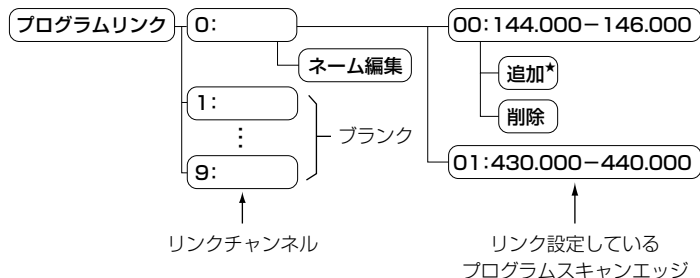 プログラムリンク
0:
00:144.000−146.000
ネーム編集
追加★
削除
1:
⋮
9:
ブランク
01:430.000−440.000
リンクチャンネル
リンク設定している
プログラムスキャンエッジ